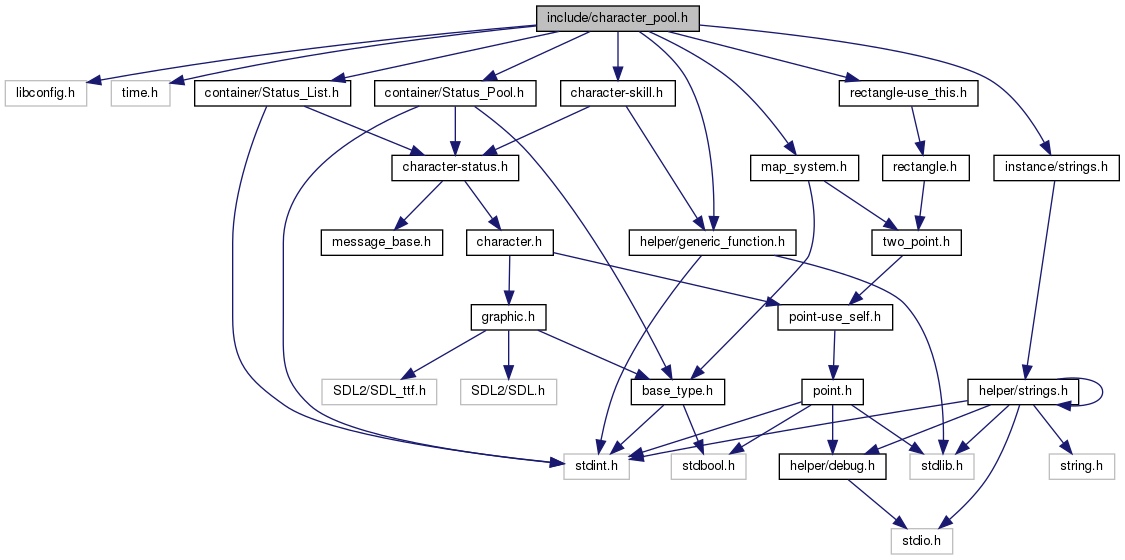 include/character_pool.h
libconfig.h
time.h
container/Status_List.h
container/Status_Pool.h
character-skill.h
rectangle-use_this.h
character-status.h
map_system.h
rectangle.h
instance/strings.h
message_base.h
character.h
helper/generic_function.h
two_point.h
graphic.h
point-use_self.h
SDL2/SDL_ttf.h
SDL2/SDL.h
base_type.h
point.h
helper/strings.h
stdint.h
stdbool.h
helper/debug.h
stdlib.h
string.h
stdio.h